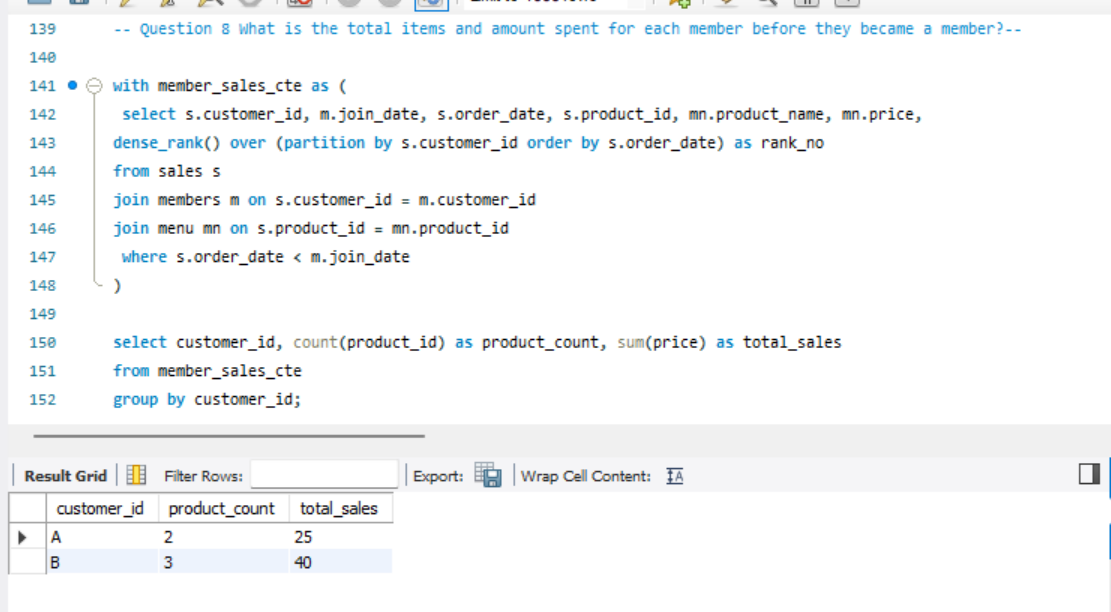 139 -- Question 8 What is the total items and amount spent for each member before they became a member?--
140
141 with member_sales_cte as (
142 select s.customer_id, m.join_date, s.order_date, s.product_id, mn.product_name, mn.price,
143 dense_rank() over (partition by s.customer_id order by s.order_date) as rank_no
144 from sales s
145 join members m on s.customer_id = m.customer_id
146 join menu mn on s.product_id = mn.product_id
147 where s.order_date < m.join_date
148 )
149
150 select customer_id, count(product_id) as product_count, sum(price) as total_sales
151 from member_sales_cte
152 group by customer_id;
Result Grid Filter Rows: Export: Wrap Cell Content: IA
customer_id product_count total_sales
A 2 25
B 3 40